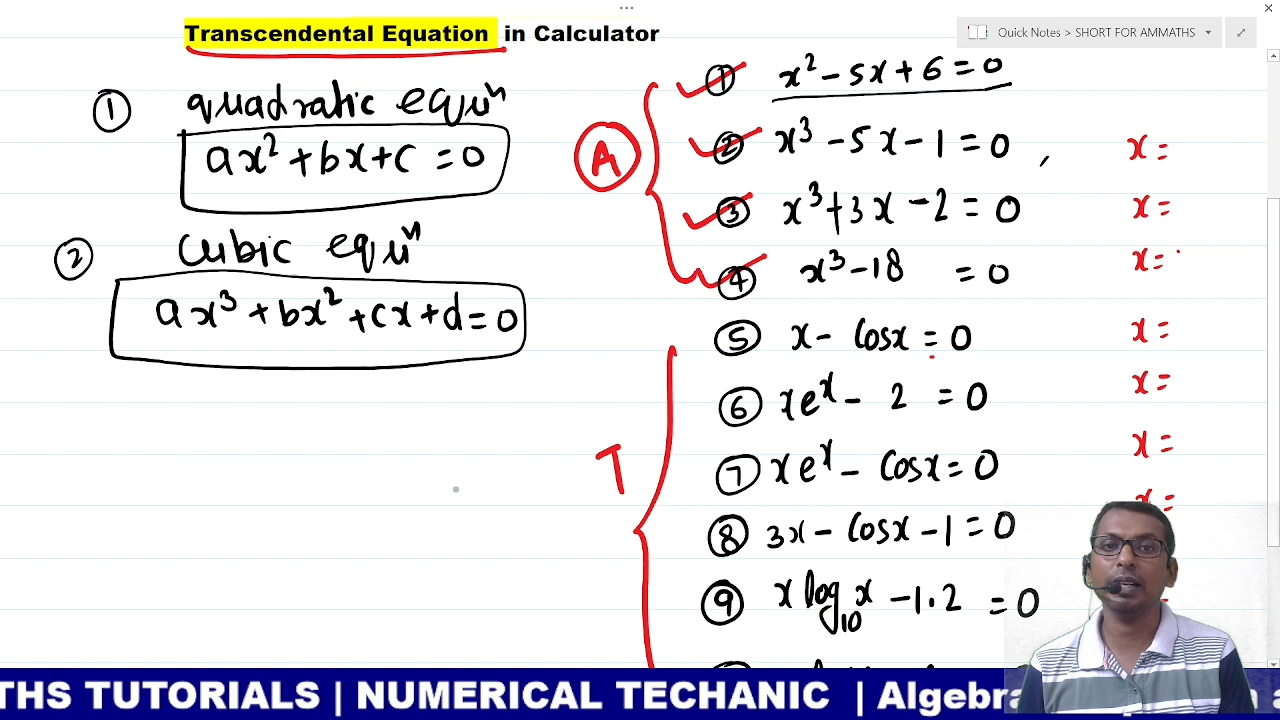 Transcendental Equation in Calculator
Quick Notes > SHORT FOR AMMATHS
① quadratic equⁿ
ax² + bx + c = 0
② cubic equⁿ
ax³ + bx² + cx + d = 0
A
① x² - 5x + 6 = 0
② x³ - 5x - 1 = 0 , x =
③ x³ + 3x - 2 = 0 x =
④ x³ - 18 = 0 x =
T
⑤ x - cosx = 0 x =
⑥ xeˣ - 2 = 0 x =
⑦ xeˣ - cosx = 0 x =
⑧ 3x - cosx - 1 = 0 x =
⑨ x log₁₀ x - 1.2 = 0
THS TUTORIALS | NUMERICAL TECHANIC | Algebra